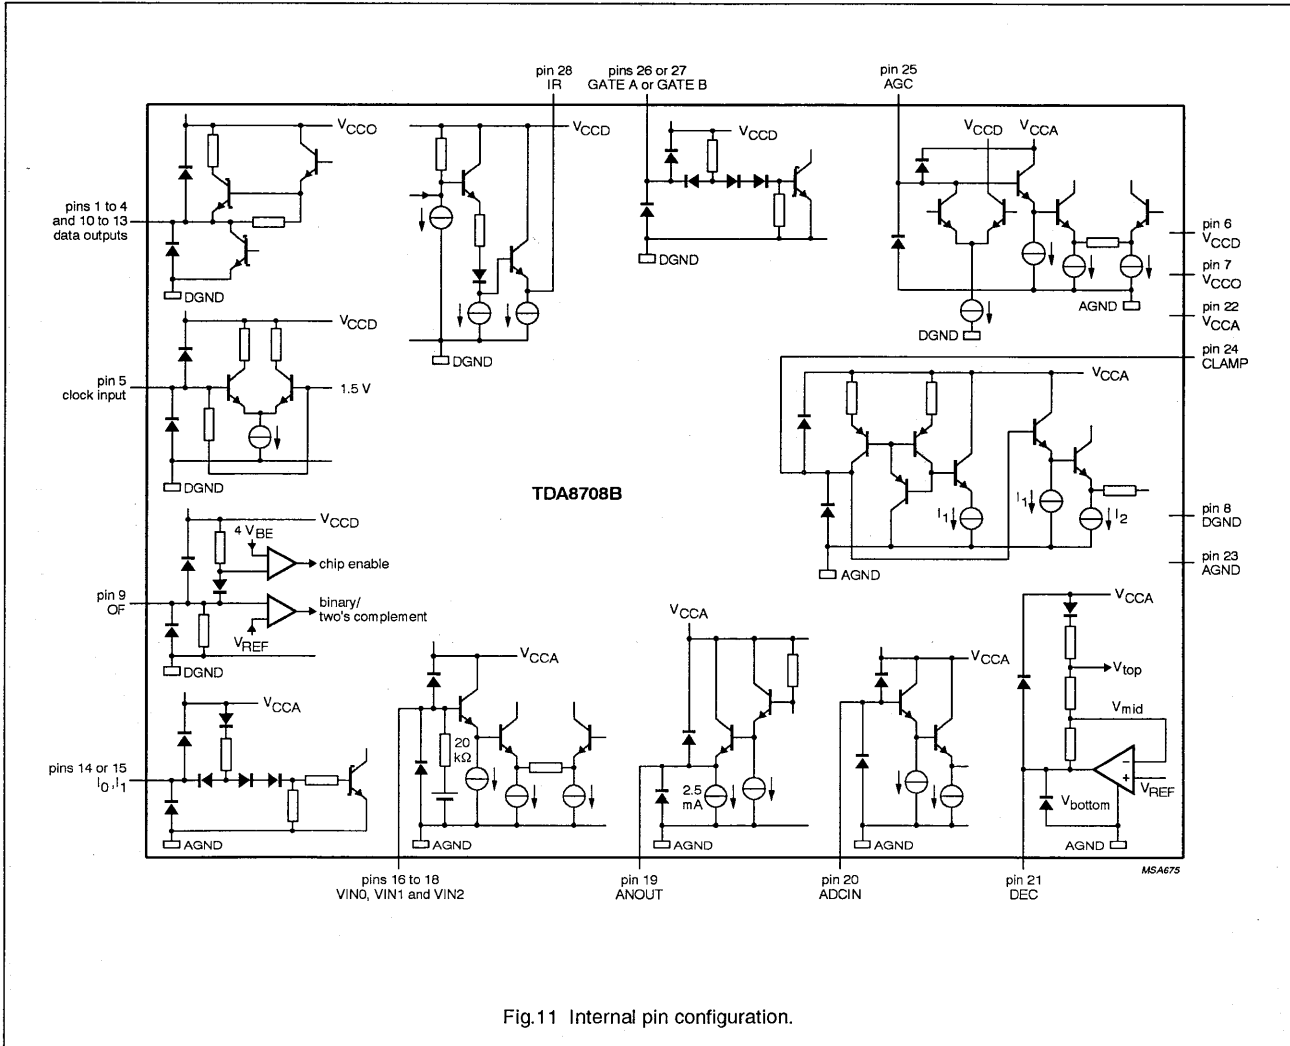 pin 28
IR
pins 26 or 27
GATE A or GATE B
pin 25
AGC
VCCO
pins 1 to 4
and 10 to 13
data outputs
DGND
VCCD
DGND
VCCD
DGND
VCCD
VCCA
DGND
AGND
pin 6
VCCD
pin 7
VCCO
pin 22
VCCA
pin 24
CLAMP
VCCD
pin 5
clock input
1.5 V
DGND
VCCA
I1
I1
I2
AGND
pin 8
DGND
pin 23
AGND
TDA8708B
VCCD
4 VBE
chip enable
pin 9
OF
binary/
two's complement
VREF
DGND
VCCA
pins 14 or 15
I0,I1
AGND
VCCA
20
kΩ
AGND
VCCA
2.5
mA
AGND
VCCA
AGND
VCCA
Vtop
Vmid
VREF
Vbottom
AGND
MSA675
pins 16 to 18
VIN0, VIN1 and VIN2
pin 19
ANOUT
pin 20
ADCIN
pin 21
DEC
Fig.11 Internal pin configuration.